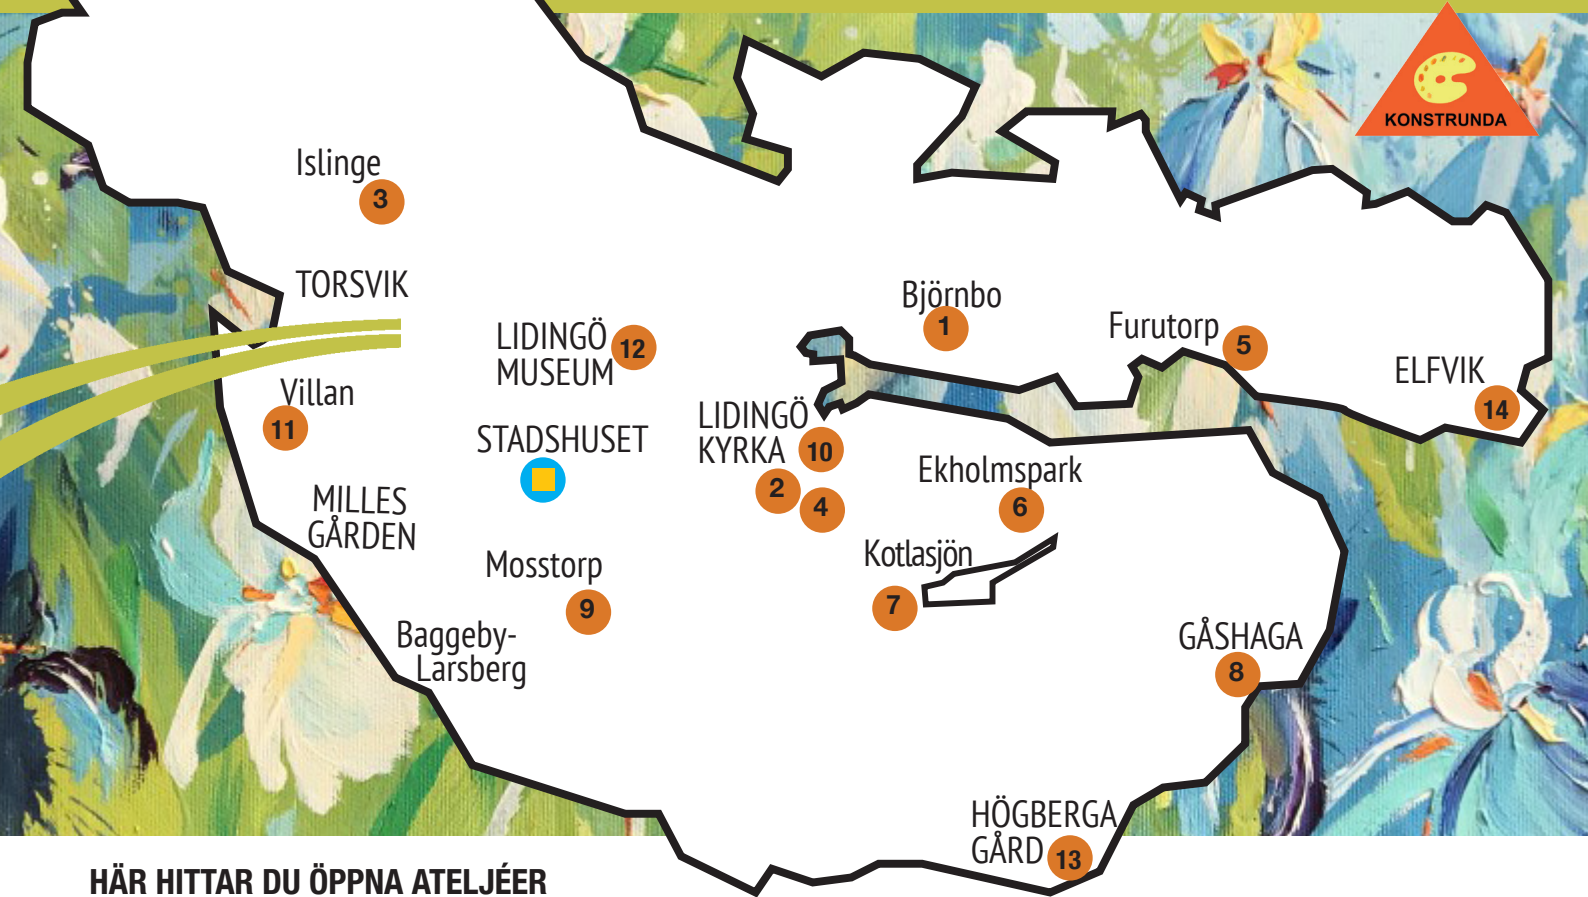 KONSTRUNDA
Islinge
3
TORSVIK
Björnbo
1
Furutorp
5
LIDINGÖ
MUSEUM
12
ELFVIK
14
Villan
11
LIDINGÖ
KYRKA
10
2
4
STADSHUSET
Ekholmspark
6
MILLES
GÅRDEN
Kotlasjön
7
Mosstorp
9
Baggeby-
Larsberg
GÅSHAGA
8
HÖGBERGA
GÅRD
13
HÄR HITTAR DU ÖPPNA ATELJÉER